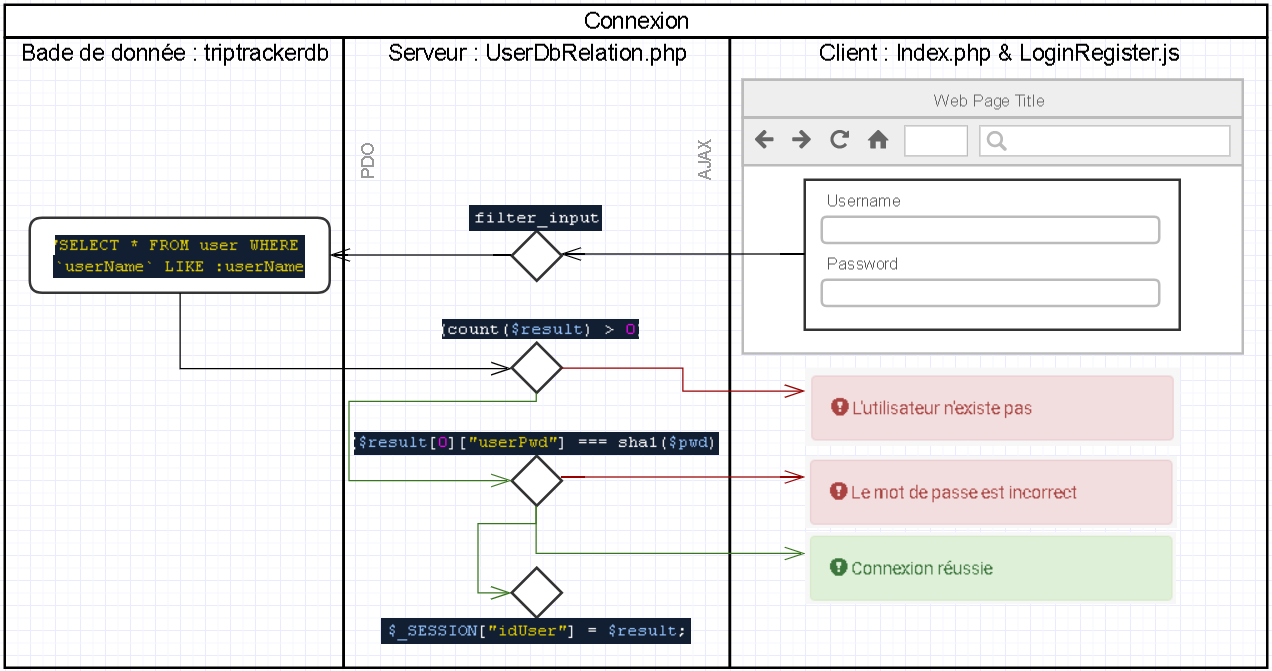 Connexion
Bade de donnée : triptrackerdb
Serveur : UserDbRelation.php
Client : Index.php & LoginRegister.js
Web Page Title
PDO
AJAX
Username
Password
filter_input
'SELECT * FROM user WHERE
`userName` LIKE :userName
(count($result) > 0)
L'utilisateur n'existe pas
($result[0]["userPwd"] === sha1($pwd)
Le mot de passe est incorrect
Connexion réussie
$_SESSION["idUser"] = $result;